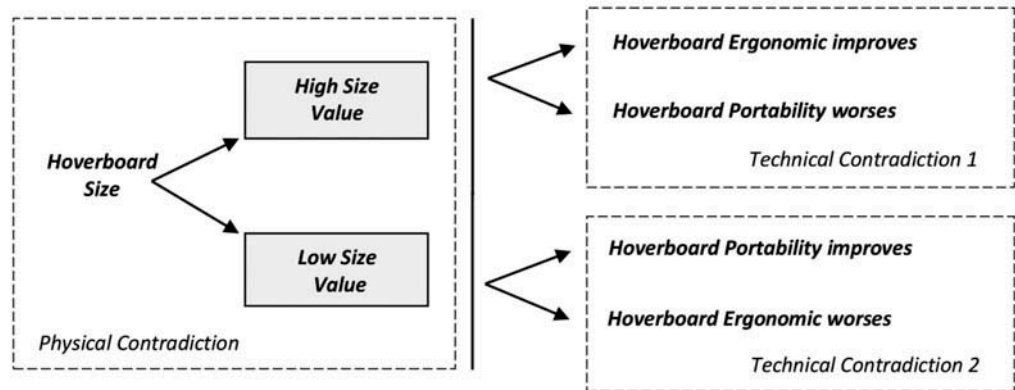 High Size
Value
Hoverboard
Size
Low Size
Value
Physical Contradiction
Hoverboard Ergonomic improves
Hoverboard Portability worses
Technical Contradiction 1
Hoverboard Portability improves
Hoverboard Ergonomic worses
Technical Contradiction 2